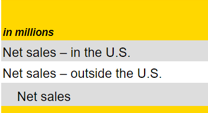 in millions
Net sales – in the U.S.
Net sales – outside the U.S.
Net sales